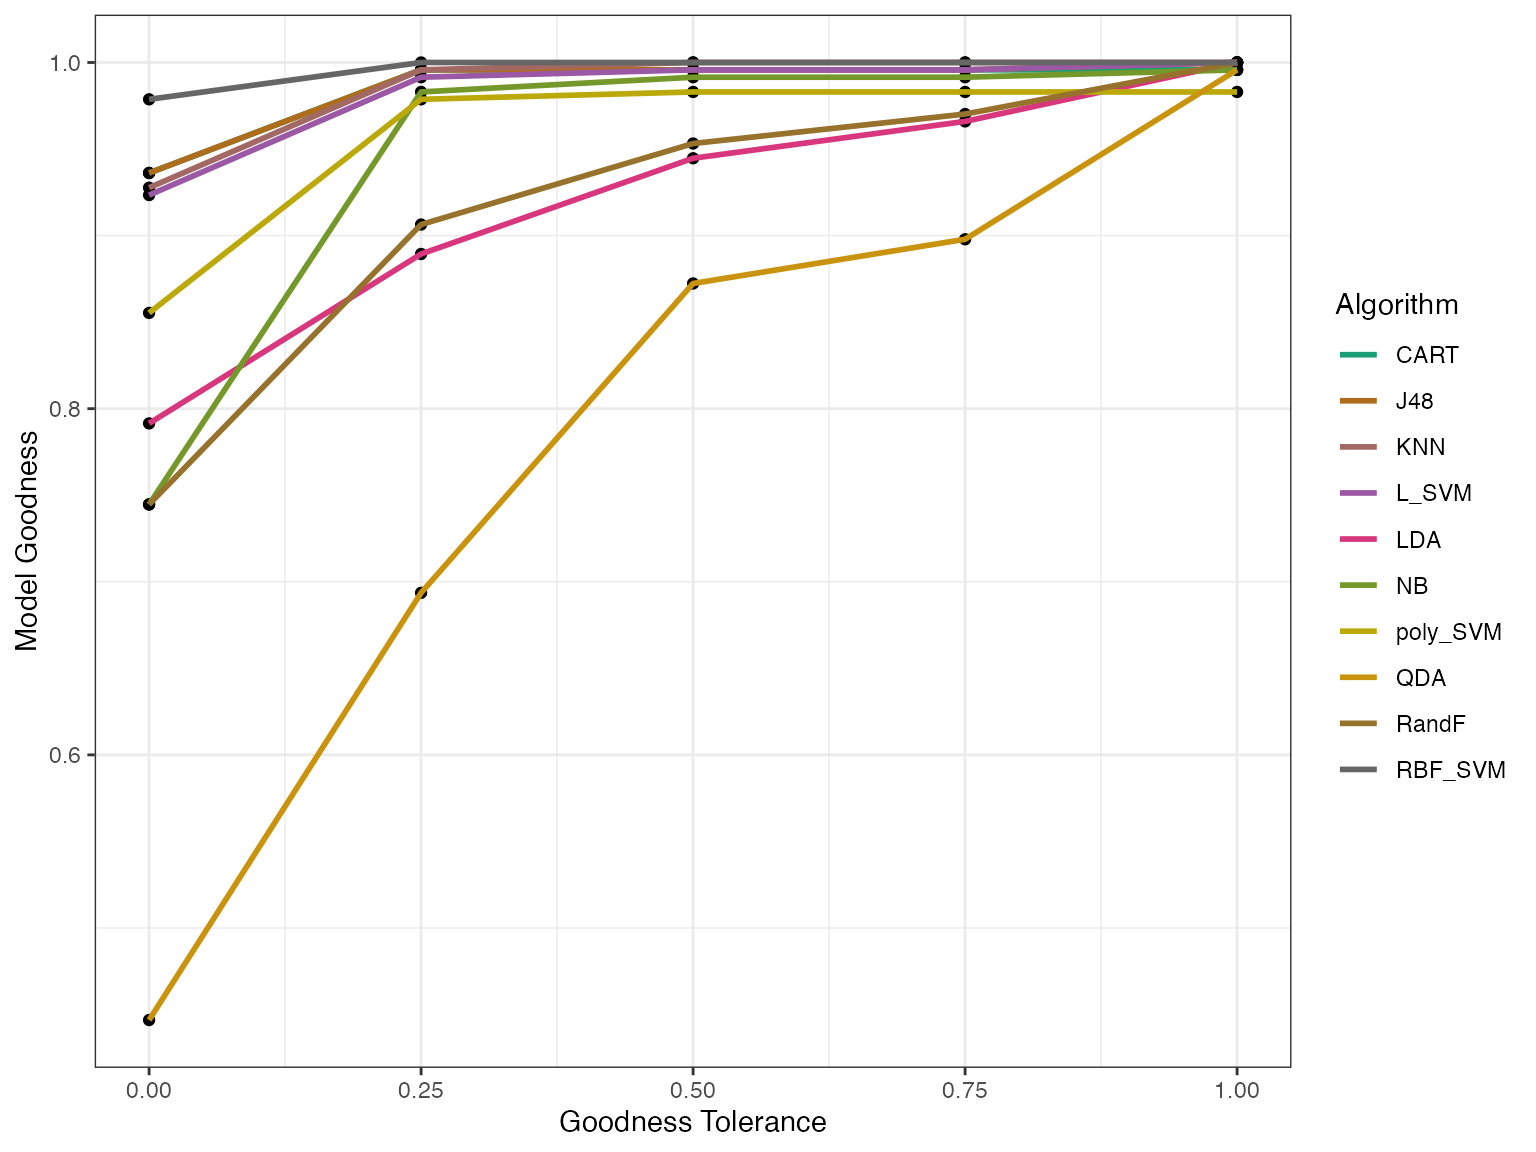 Model Goodness
1.0
0.8
0.6
0.00
0.25
0.50
0.75
1.00
Goodness Tolerance
Algorithm
CART
J48
KNN
L_SVM
LDA
NB
poly_SVM
QDA
RandF
RBF_SVM